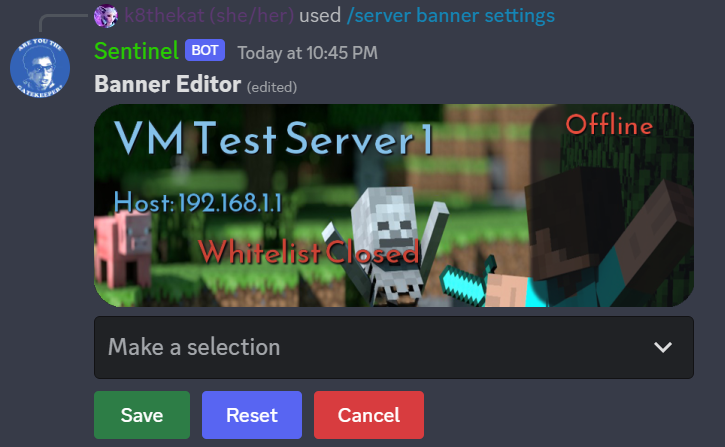 k8thekat (she/her) used /server banner settings
ARE YOU THE
GATEKEEPER?
Sentinel BOT Today at 10:45 PM
Banner Editor (edited)
VM Test Server 1
Offline
Host: 192.168.1.1
Whitelist Closed
Make a selection
Save Reset Cancel